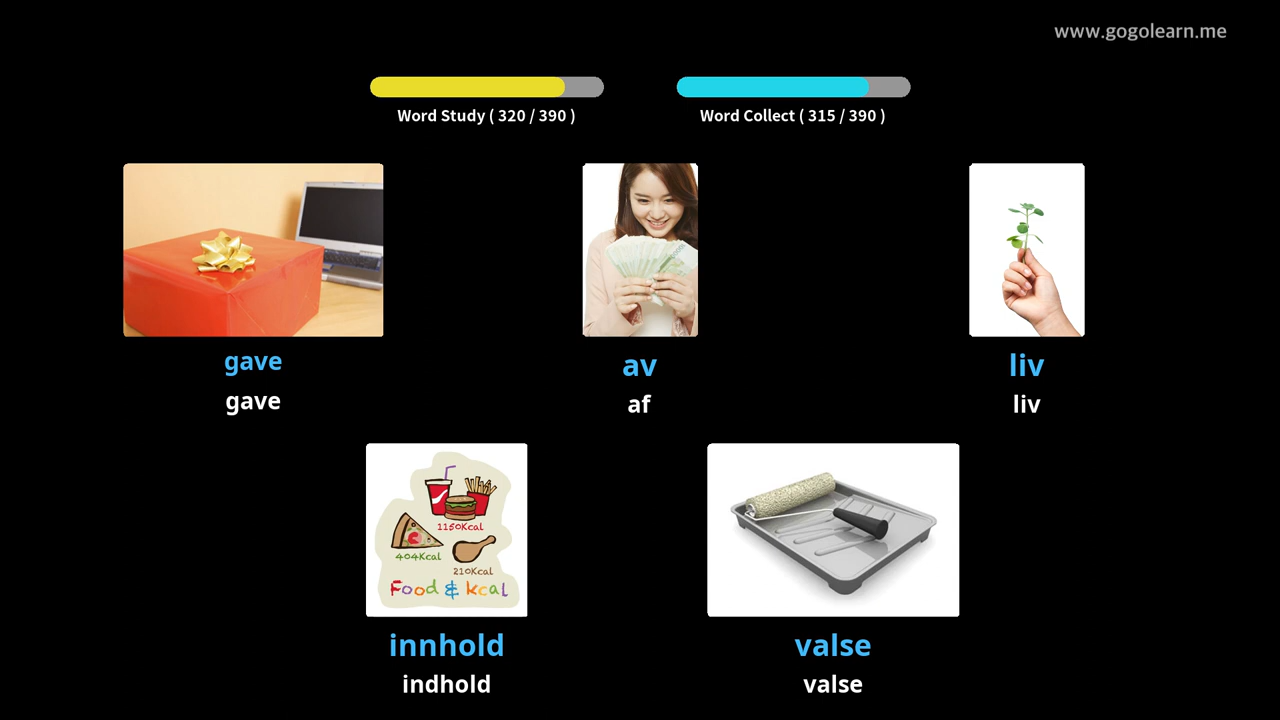 www.gogolearn.me
Word Study ( 320 / 390 )
Word Collect ( 315 / 390 )
gave
gave
av
af
liv
liv
1150Kcal
404Kcal
210Kcal
Food & kcal
innhold
indhold
valse
valse